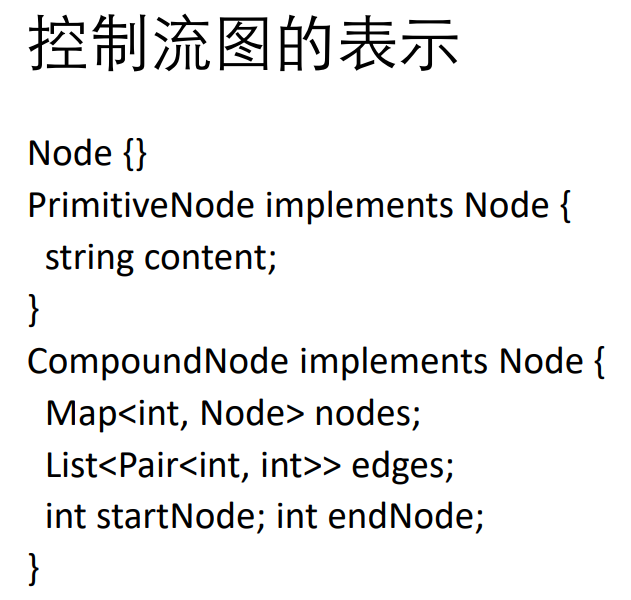 控制流图的表示
Node {}
PrimitiveNode implements Node {
string content;
}
CompoundNode implements Node {
Map<int, Node> nodes;
List<Pair<int, int>> edges;
int startNode; int endNode;
}